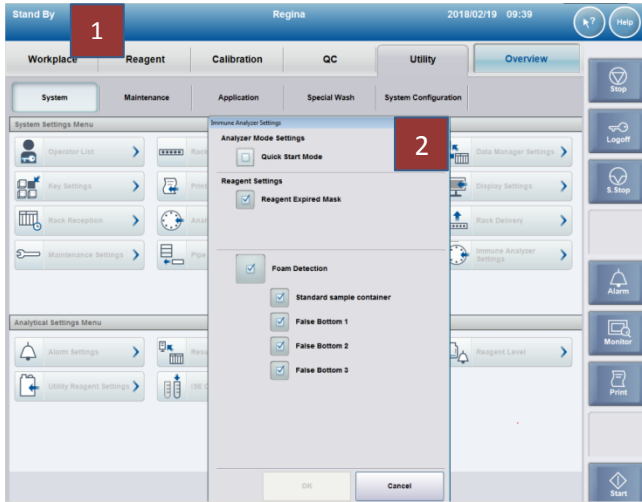 Stand By
Regina
2018/02/19 09:39
?
Help
1
Workplace
Reagent
Calibration
QC
Utility
Overview
System
Maintenance
Application
Special Wash
System Configuration
Stop
System Settings Menu
Immune Analyzer Settings
2
Analyzer Mode Settings
Quick Start Mode
Reagent Settings
Reagent Expired Mask
Foam Detection
Standard sample container
False Bottom 1
False Bottom 2
False Bottom 3
OK
Cancel
Operator List
Rack
Data Manager Settings
Key Settings
Print
Display Settings
Rack Reception
Rack Delivery
Maintenance Settings
Pipe
Immune Analyzer
Settings
Analytical Settings Menu
Alarm Settings
Reagent Level
Utility Reagent Settings
ISE
Logoff
S.Stop
Alarm
Monitor
Print
Start